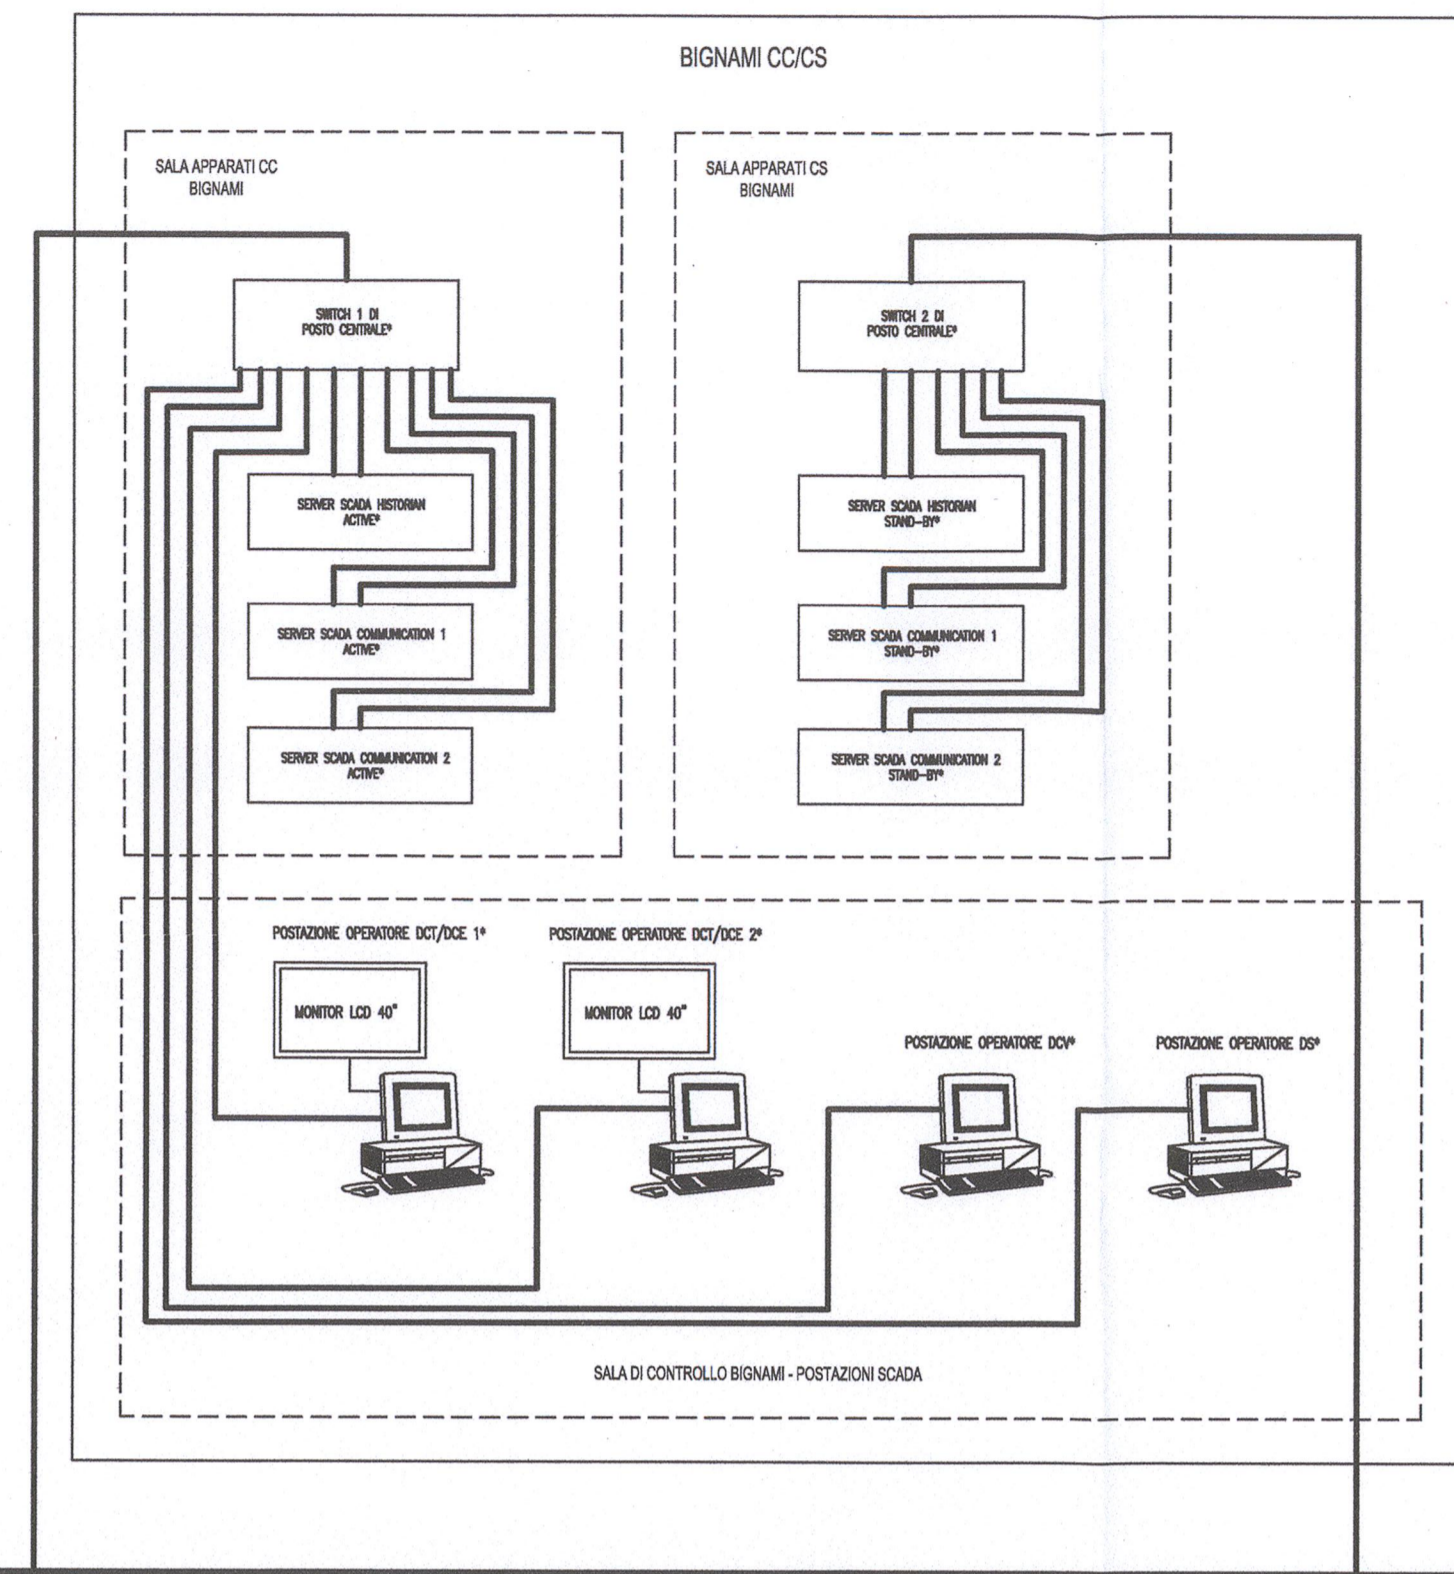 BIGNAMI CC/CS
SALA APPARATI CC
BIGNAMI
SWITCH 1 DI
POSTO CENTRALE*
SERVER SCADA HISTORIAN
ACTIVE*
SERVER SCADA COMMUNICATION 1
ACTIVE*
SERVER SCADA COMMUNICATION 2
ACTIVE*
SALA APPARATI CS
BIGNAMI
SWITCH 2 DI
POSTO CENTRALE*
SERVER SCADA HISTORIAN
STAND-BY*
SERVER SCADA COMMUNICATION 1
STAND-BY*
SERVER SCADA COMMUNICATION 2
STAND-BY*
POSTAZIONE OPERATORE DCT/DCE 1*
MONITOR LCD 40"
POSTAZIONE OPERATORE DCT/DCE 2*
MONITOR LCD 40"
POSTAZIONE OPERATORE DCV*
POSTAZIONE OPERATORE DS*
SALA DI CONTROLLO BIGNAMI - POSTAZIONI SCADA